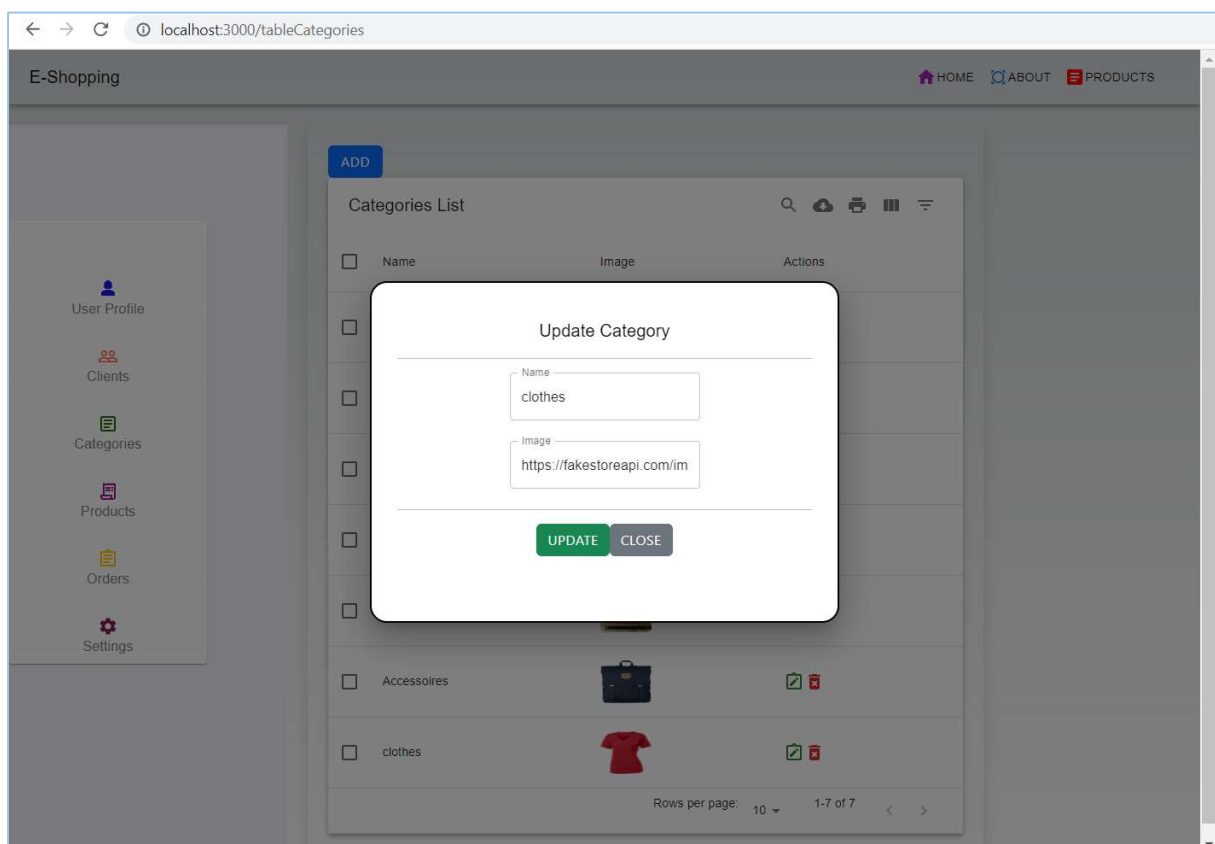 localhost:3000/tableCategories
E-Shopping
HOME ABOUT PRODUCTS
ADD
Categories List
Name Image Actions
User Profile
Clients
Categories
Products
Orders
Settings
Update Category
Name
clothes
Image
https://fakestoreapi.com/im
UPDATE CLOSE
Accessoires
clothes
Rows per page: 10 1-7 of 7